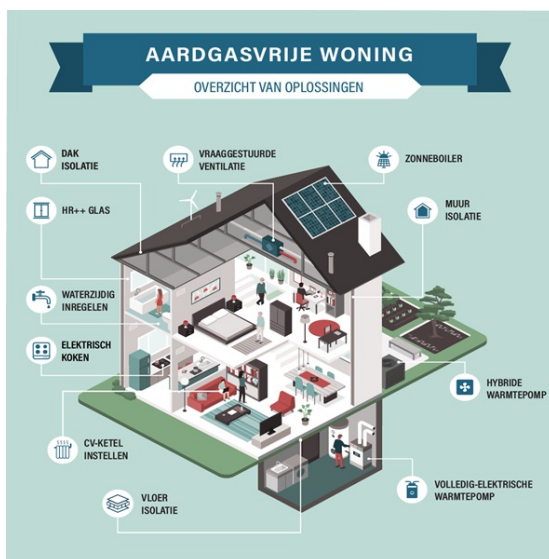 AARDGASVRIJE WONING
OVERZICHT VAN OPLOSSINGEN
DAK
ISOLATIE
VRAAGGESTUURDE
VENTILATIE
ZONNEBOILER
HR++ GLAS
MUUR
ISOLATIE
WATERZIJDIG
INREGELEN
ELEKTRISCH
KOKEN
HYBRIDE
WARMTEPOMP
CV-KETEL
INSTELLEN
VLOER
ISOLATIE
VOLLEDIG-ELEKTRISCHE
WARMTEPOMP